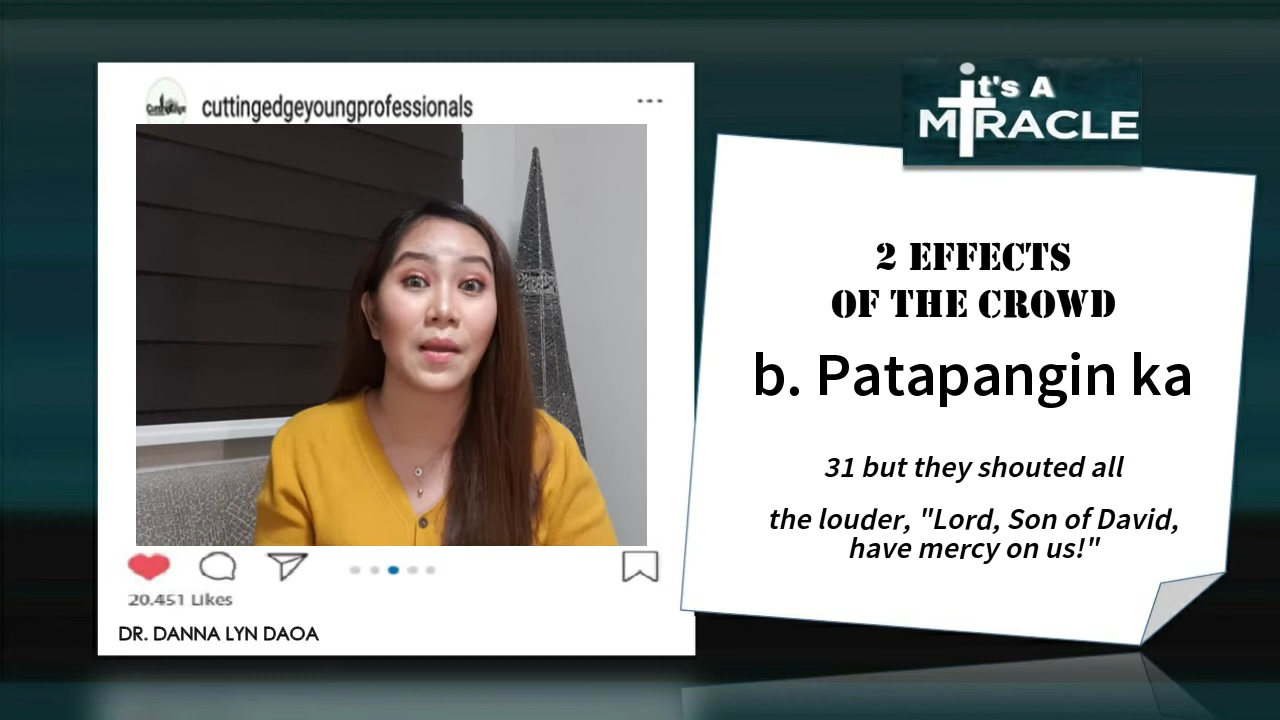 cuttingedgeyoungprofessionals
20.451 Likes
DR. DANNA LYN DAOA
it's A
MIRACLE
2 EFFECTS
OF THE CROWD
b. Patapangin ka
31 but they shouted all
the louder, "Lord, Son of David,
have mercy on us!"